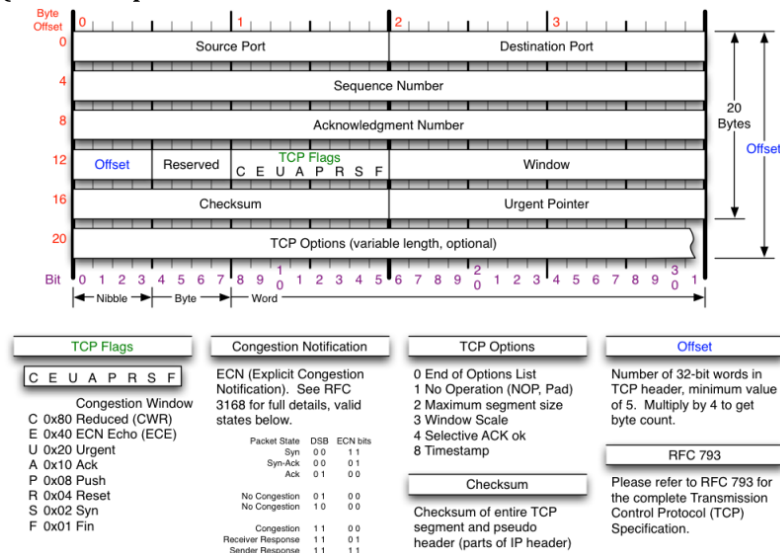 Byte Offset 0 1 2 3
0 Source Port Destination Port
4 Sequence Number
8 Acknowledgment Number
20 Bytes
Offset
12 Offset Reserved TCP Flags Window
C E U A P R S F
16 Checksum Urgent Pointer
20 TCP Options (variable length, optional)
Bit 0 1 2 3 4 5 6 7 8 9 10 1 2 3 4 5 6 7 8 9 20 1 2 3 4 5 6 7 8 9 30 1
Nibble Byte Word
TCP Flags
C E U A P R S F
Congestion Window
C 0x80 Reduced (CWR)
E 0x40 ECN Echo (ECE)
U 0x20 Urgent
A 0x10 Ack
P 0x08 Push
R 0x04 Reset
S 0x02 Syn
F 0x01 Fin
Congestion Notification
ECN (Explicit Congestion
Notification). See RFC
3168 for full details, valid
states below.
Packet State DSB ECN bits
Syn 0 0 1 1
Syn-Ack 0 0 0 1
Ack 0 1 0 0
No Congestion 0 1 0 0
No Congestion 1 0 0 0
Congestion 1 1 0 0
Receiver Response 1 1 0 1
Sender Response 1 1 1 1
TCP Options
0 End of Options List
1 No Operation (NOP, Pad)
2 Maximum segment size
3 Window Scale
4 Selective ACK ok
8 Timestamp
Checksum
Checksum of entire TCP
segment and pseudo
header (parts of IP header)
Offset
Number of 32-bit words in
TCP header, minimum value
of 5. Multiply by 4 to get
byte count.
RFC 793
Please refer to RFC 793 for
the complete Transmission
Control Protocol (TCP)
Specification.